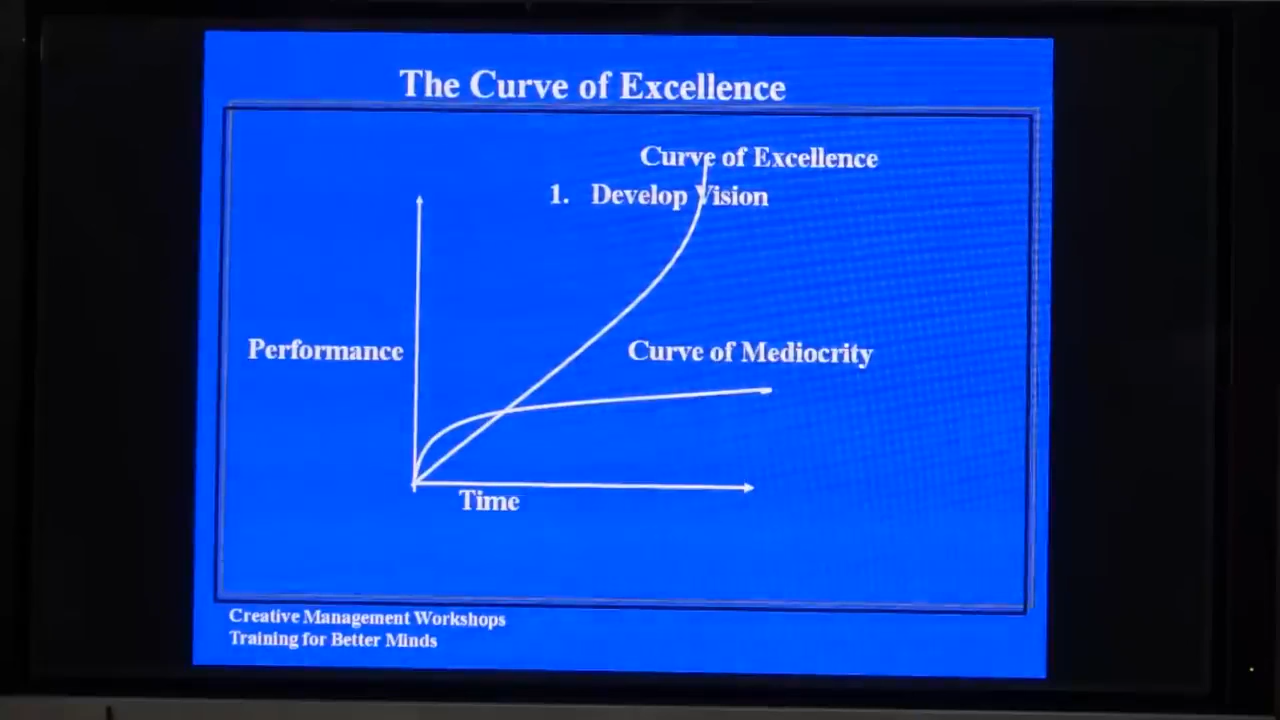 The Curve of Excellence
Curve of Excellence
1. Develop Vision
Performance
Curve of Mediocrity
Time
Creative Management Workshops
Training for Better Minds